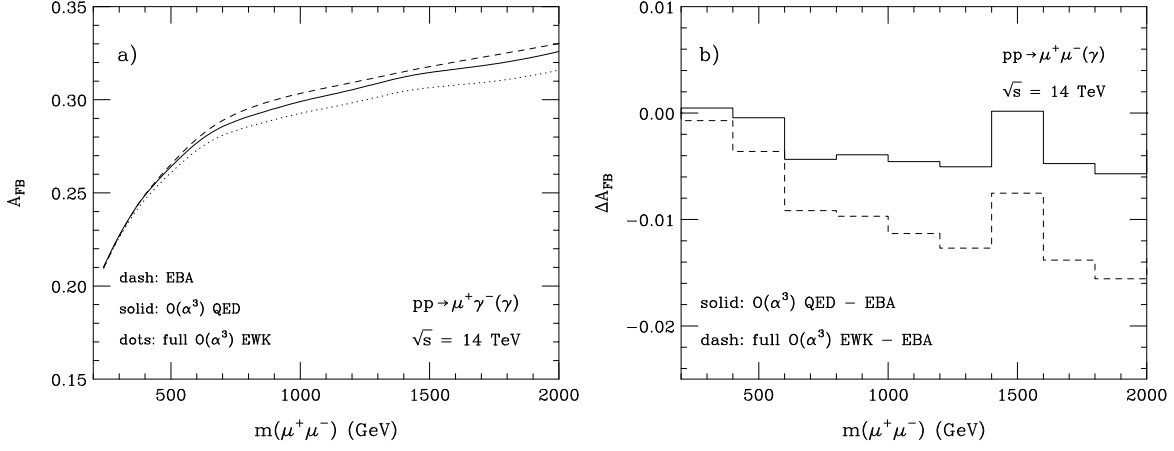 0.35
a)
0.30
0.25
0.20
0.15
A_FB
dash: EBA
solid: O(α³) QED
dots: full O(α³) EWK
pp→μ⁺γ⁻(γ)
√s = 14 TeV
500 1000 1500 2000
m(μ⁺μ⁻) (GeV)
0.01
b)
0.00
−0.01
−0.02
ΔA_FB
pp→μ⁺μ⁻(γ)
√s = 14 TeV
solid: O(α³) QED − EBA
dash: full O(α³) EWK − EBA
500 1000 1500 2000
m(μ⁺μ⁻) (GeV)